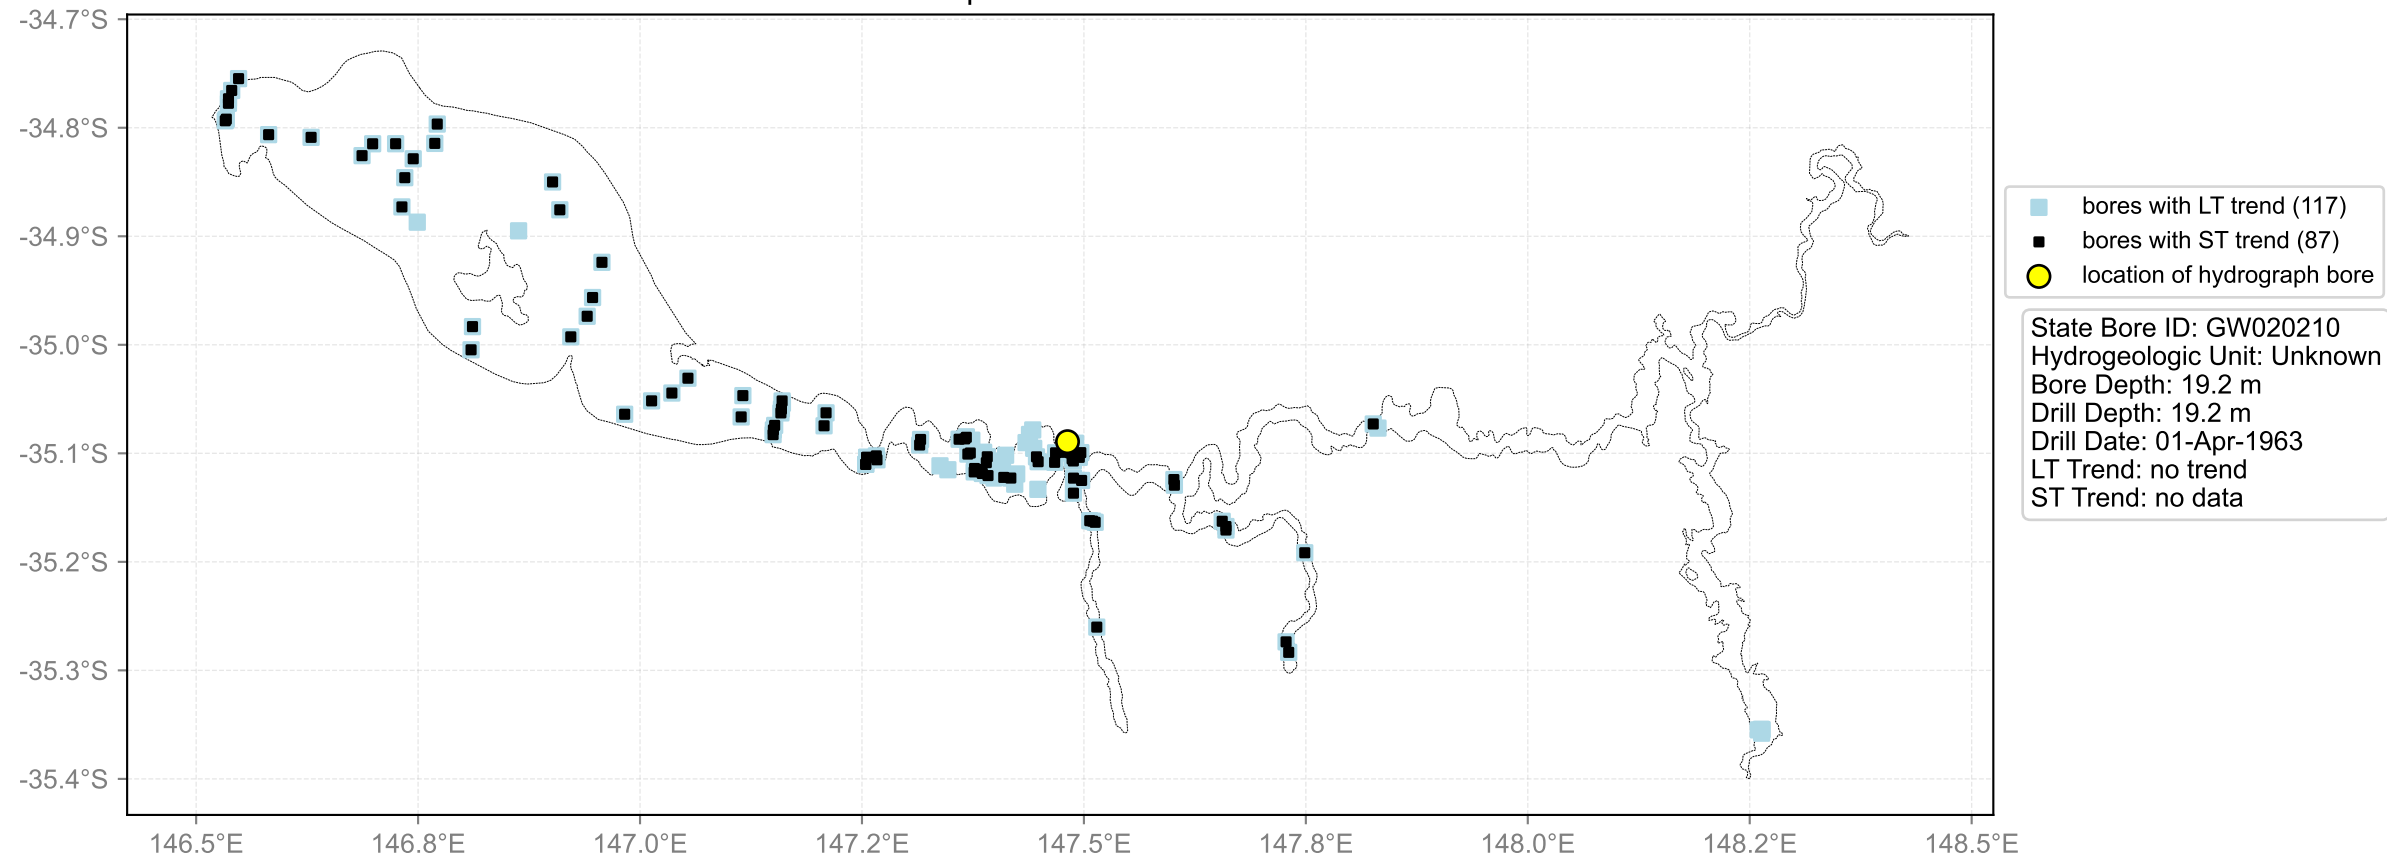 -34.7°S
-34.8°S
-34.9°S
-35.0°S
-35.1°S
-35.2°S
-35.3°S
-35.4°S
146.5°E 146.8°E 147.0°E 147.2°E 147.5°E 147.8°E 148.0°E 148.2°E 148.5°E
bores with LT trend (117)
bores with ST trend (87)
location of hydrograph bore
State Bore ID: GW020210
Hydrogeologic Unit: Unknown
Bore Depth: 19.2 m
Drill Depth: 19.2 m
Drill Date: 01-Apr-1963
LT Trend: no trend
ST Trend: no data